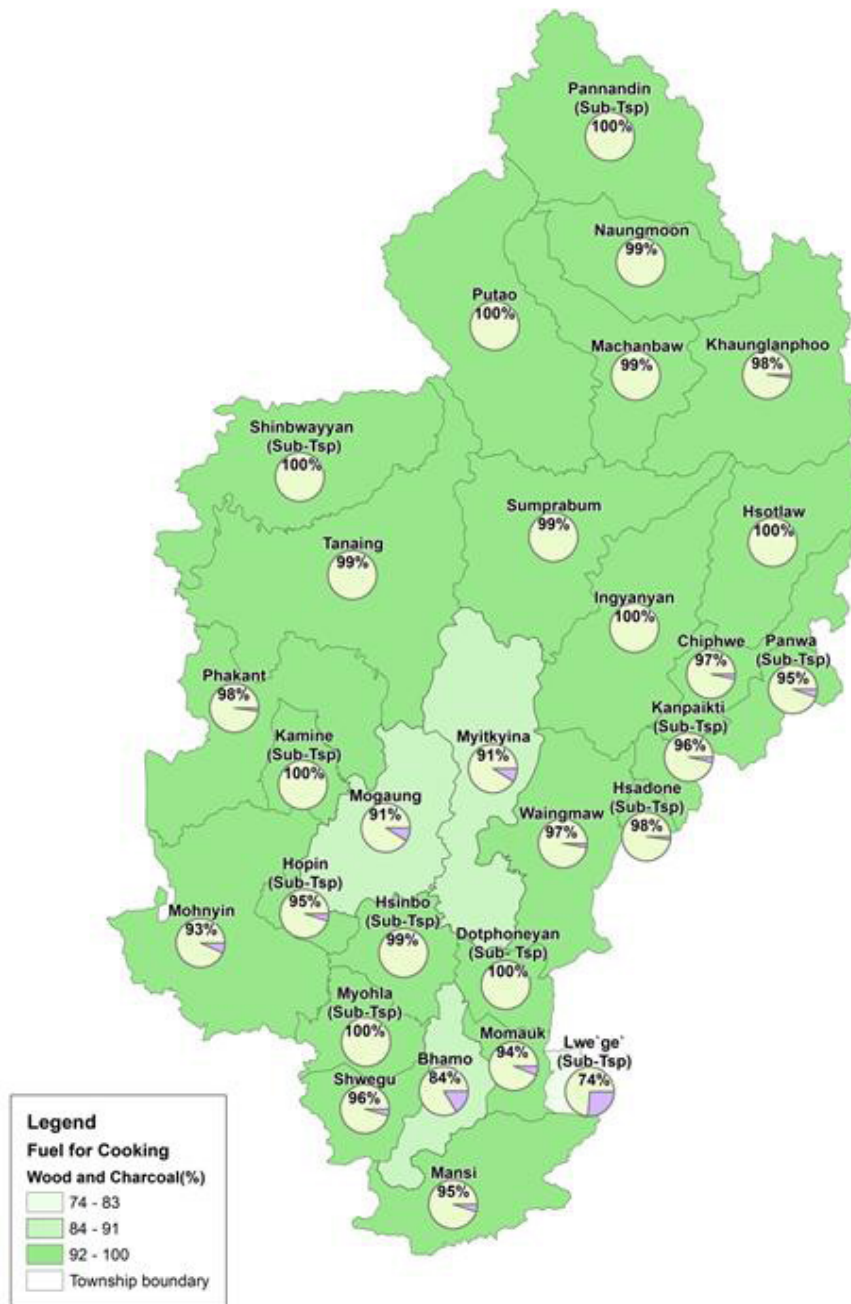 Pannandin
(Sub-Tsp)
100%
Naungmoon
99%
Putao
100%
Machanbaw
99%
Khaunglanphoo
98%
Shinbwayyan
(Sub-Tsp)
100%
Sumprabum
99%
Hsotlaw
100%
Tanaing
99%
Ingyanyan
100%
Chiphwe
97%
Panwa
(Sub-Tsp)
95%
Phakant
98%
Kanpaikti
(Sub-Tsp)
96%
Kamine
(Sub-Tsp)
100%
Myitkyina
91%
Mogaung
91%
Waingmaw
97%
Hsadone
(Sub-Tsp)
98%
Hopin
(Sub-Tsp)
95%
Mohnyin
93%
Hsinbo
(Sub-Tsp)
99%
Dotphoneyan
(Sub- Tsp)
100%
Myohla
(Sub-Tsp)
100%
Bhamo
84%
Momauk
94%
Lwe`ge`
(Sub-Tsp)
74%
Shwegu
96%
Mansi
95%
Legend
Fuel for Cooking
Wood and Charcoal(%)
74 - 83
84 - 91
92 - 100
Township boundary